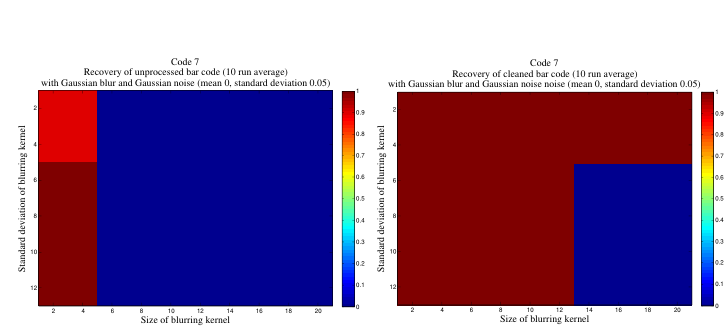 Code 7
Recovery of unprocessed bar code (10 run average)
with Gaussian blur and Gaussian noise (mean 0, standard deviation 0.05)
Standard deviation of blurring kernel
2
4
6
8
10
12
2 4 6 8 10 12 14 16 18 20
Size of blurring kernel
1
0.9
0.8
0.7
0.6
0.5
0.4
0.3
0.2
0.1
0
Code 7
Recovery of cleaned bar code (10 run average)
with Gaussian blur and Gaussian noise noise (mean 0, standard deviation 0.05)
Standard deviation of blurring kernel
2
4
6
8
10
12
2 4 6 8 10 12 14 16 18 20
Size of blurring kernel
1
0.9
0.8
0.7
0.6
0.5
0.4
0.3
0.2
0.1
0